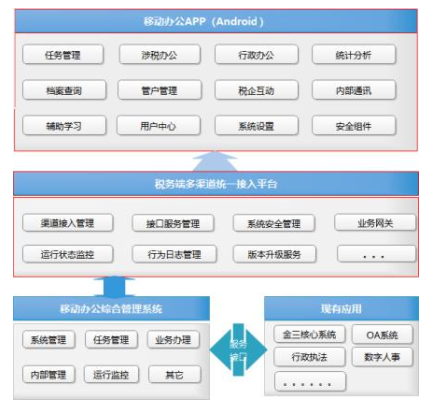 移动办公APP（Android）
任务管理 涉税办公 行政办公 统计分析
档案查询 管户管理 税企互动 内部通讯
辅助学习 用户中心 系统设置 安全组件
税务端多渠道统一接入平台
渠道接入管理 接口服务管理 系统安全管理 业务网关
运行状态监控 行为日志管理 版本升级服务 . . .
移动办公综合管理系统
系统管理 任务管理 业务办理
内部管理 运行监控 其它
服务
接口
现有应用
金三核心系统 OA系统
行政执法 数字人事
. . . . . .